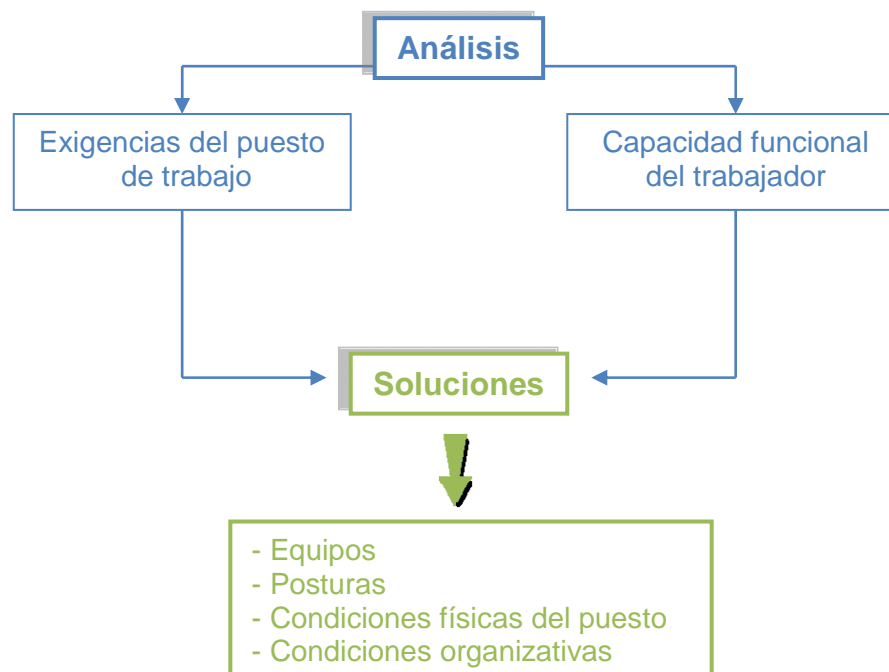 Análisis
Exigencias del puesto
de trabajo
Capacidad funcional
del trabajador
Soluciones
- Equipos
- Posturas
- Condiciones físicas del puesto
- Condiciones organizativas